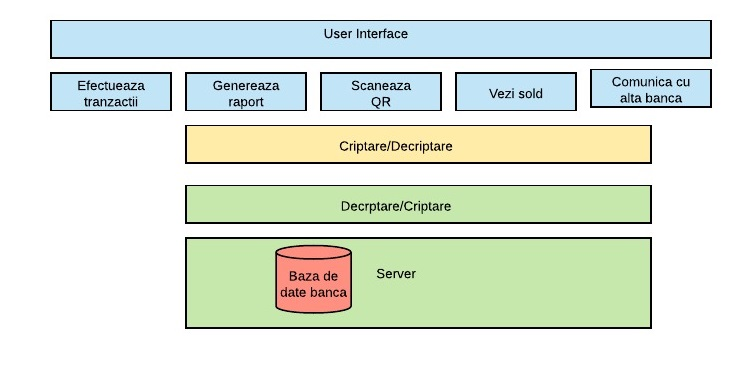 User Interface
Efectueaza
tranzactii
Genereaza
raport
Scaneaza
QR
Vezi sold
Comunica cu
alta banca
Criptare/Decriptare
Decrptare/Criptare
Baza de
date banca
Server